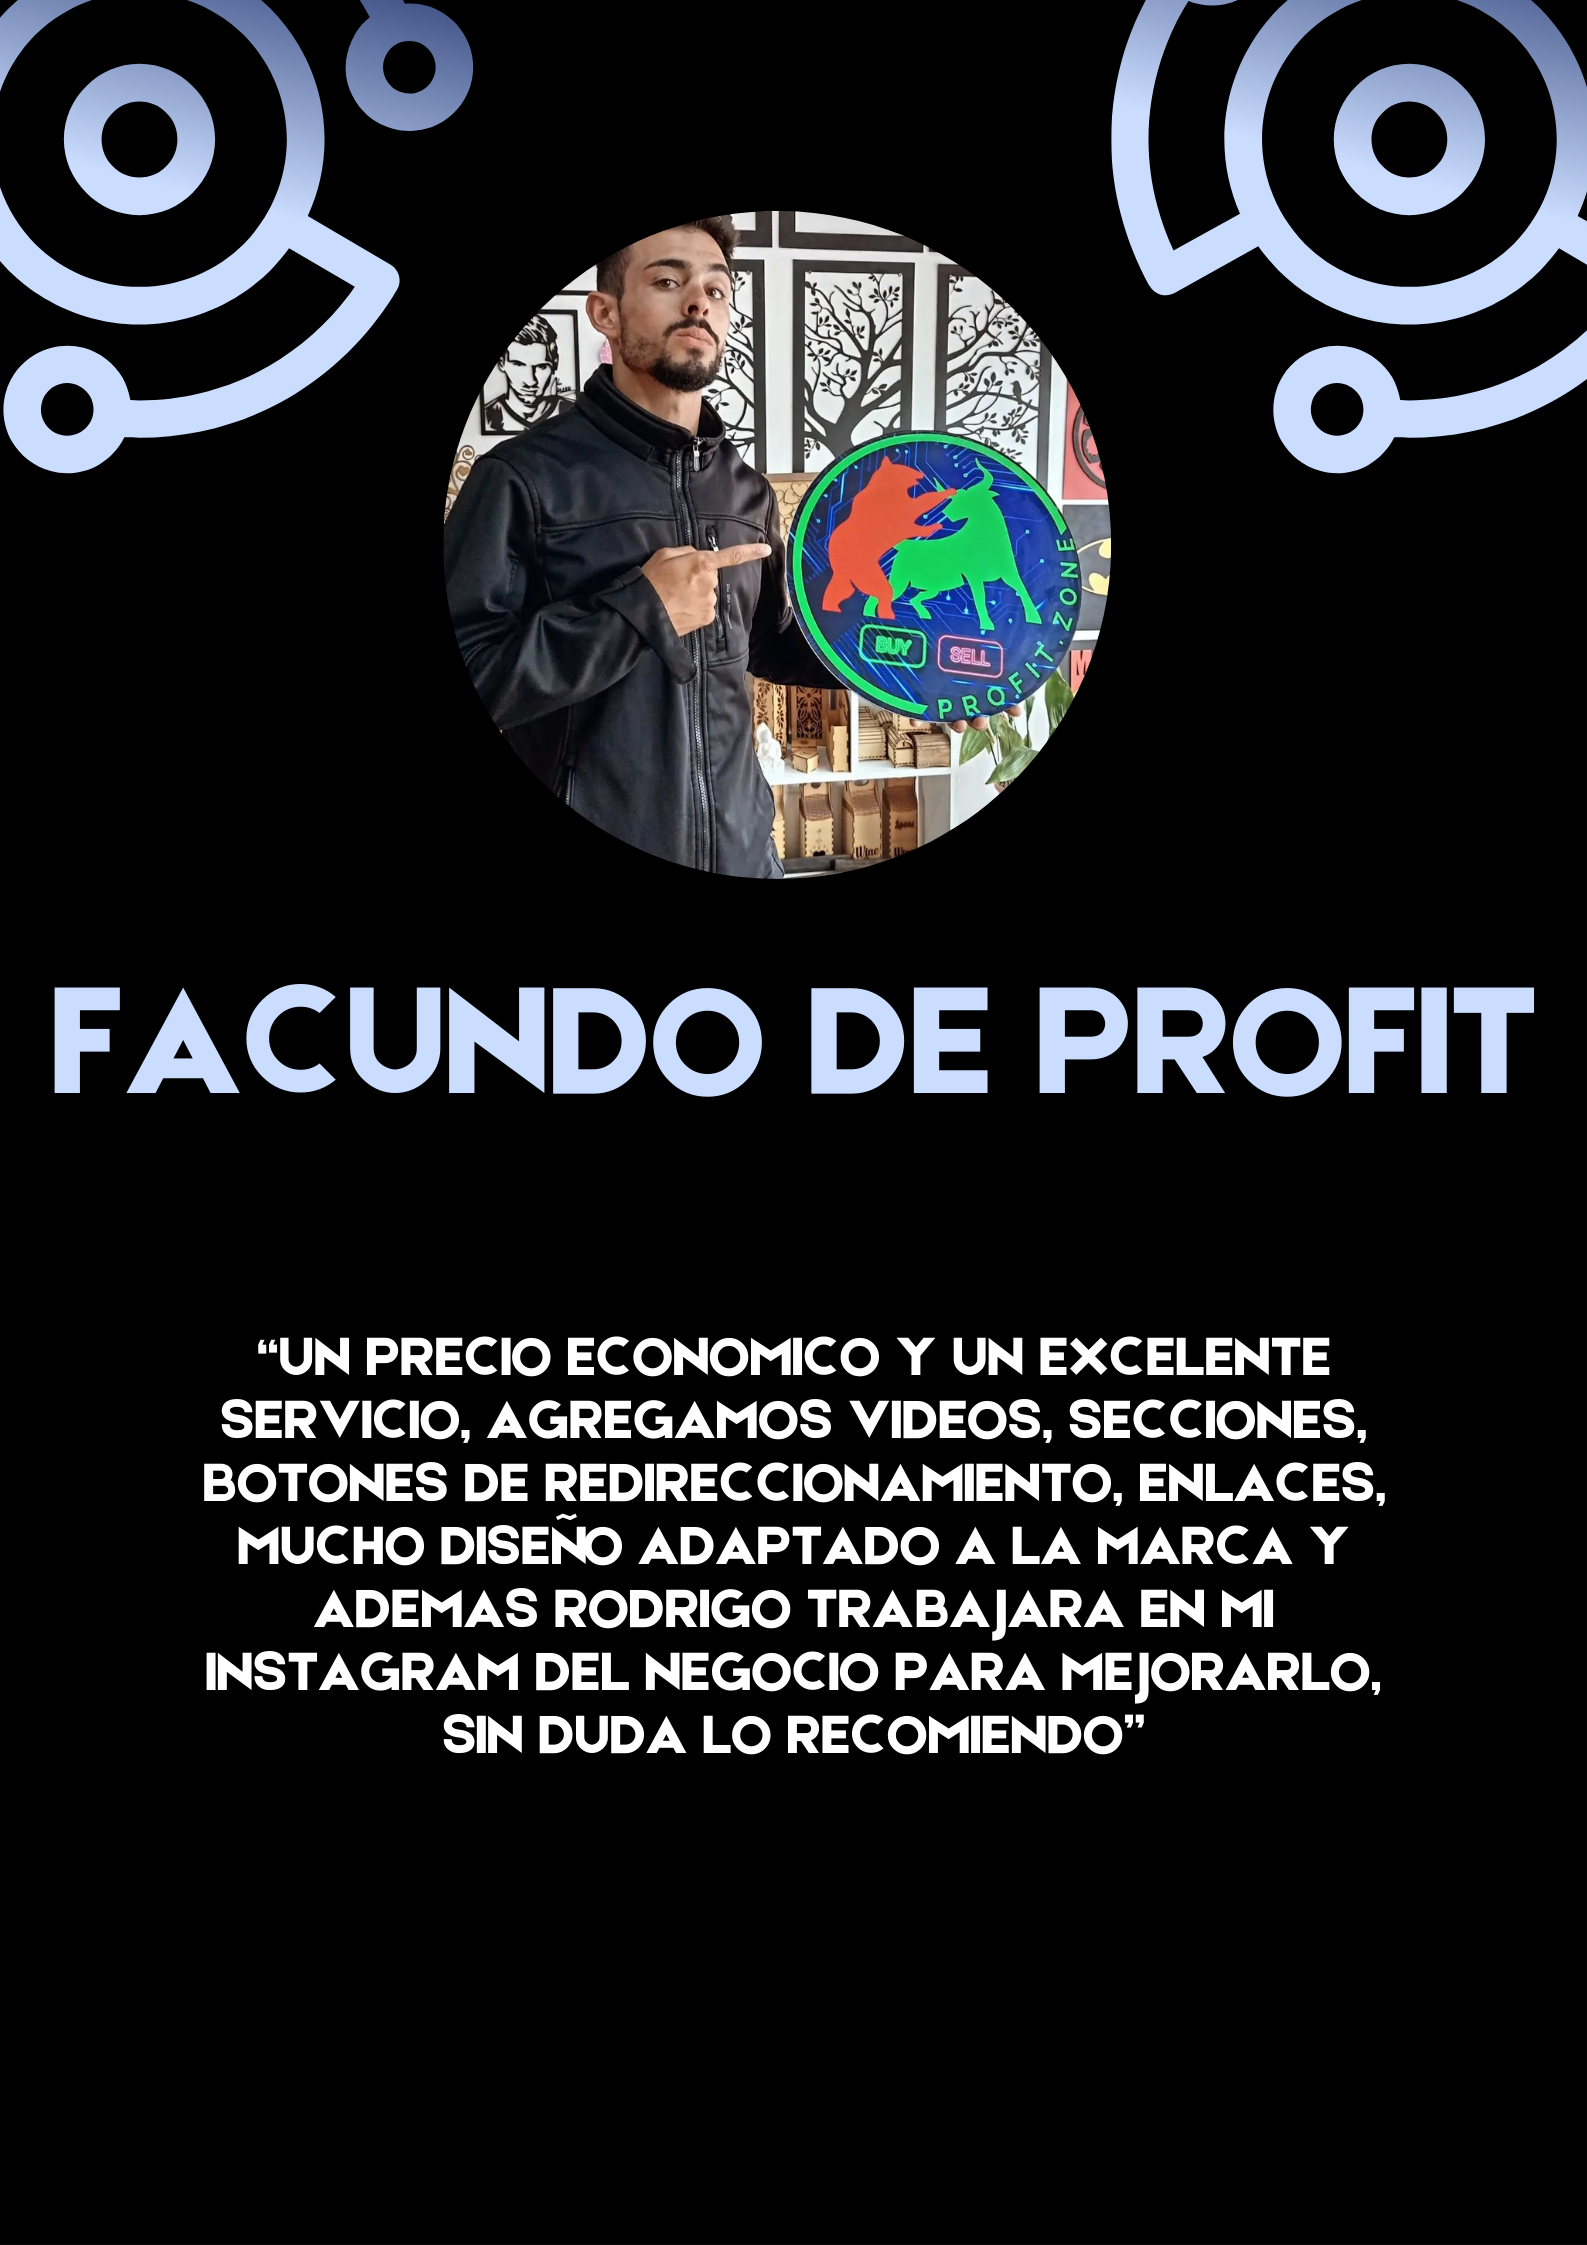 BUY
SELL
PROFIT.ZONE
Wine
FACUNDO DE PROFIT
“UN PRECIO ECONOMICO Y UN EXCELENTE
SERVICIO, AGREGAMOS VIDEOS, SECCIONES,
BOTONES DE REDIRECCIONAMIENTO, ENLACES,
MUCHO DISEÑO ADAPTADO A LA MARCA Y
ADEMAS RODRIGO TRABAJARA EN MI
INSTAGRAM DEL NEGOCIO PARA MEJORARLO,
SIN DUDA LO RECOMIENDO”